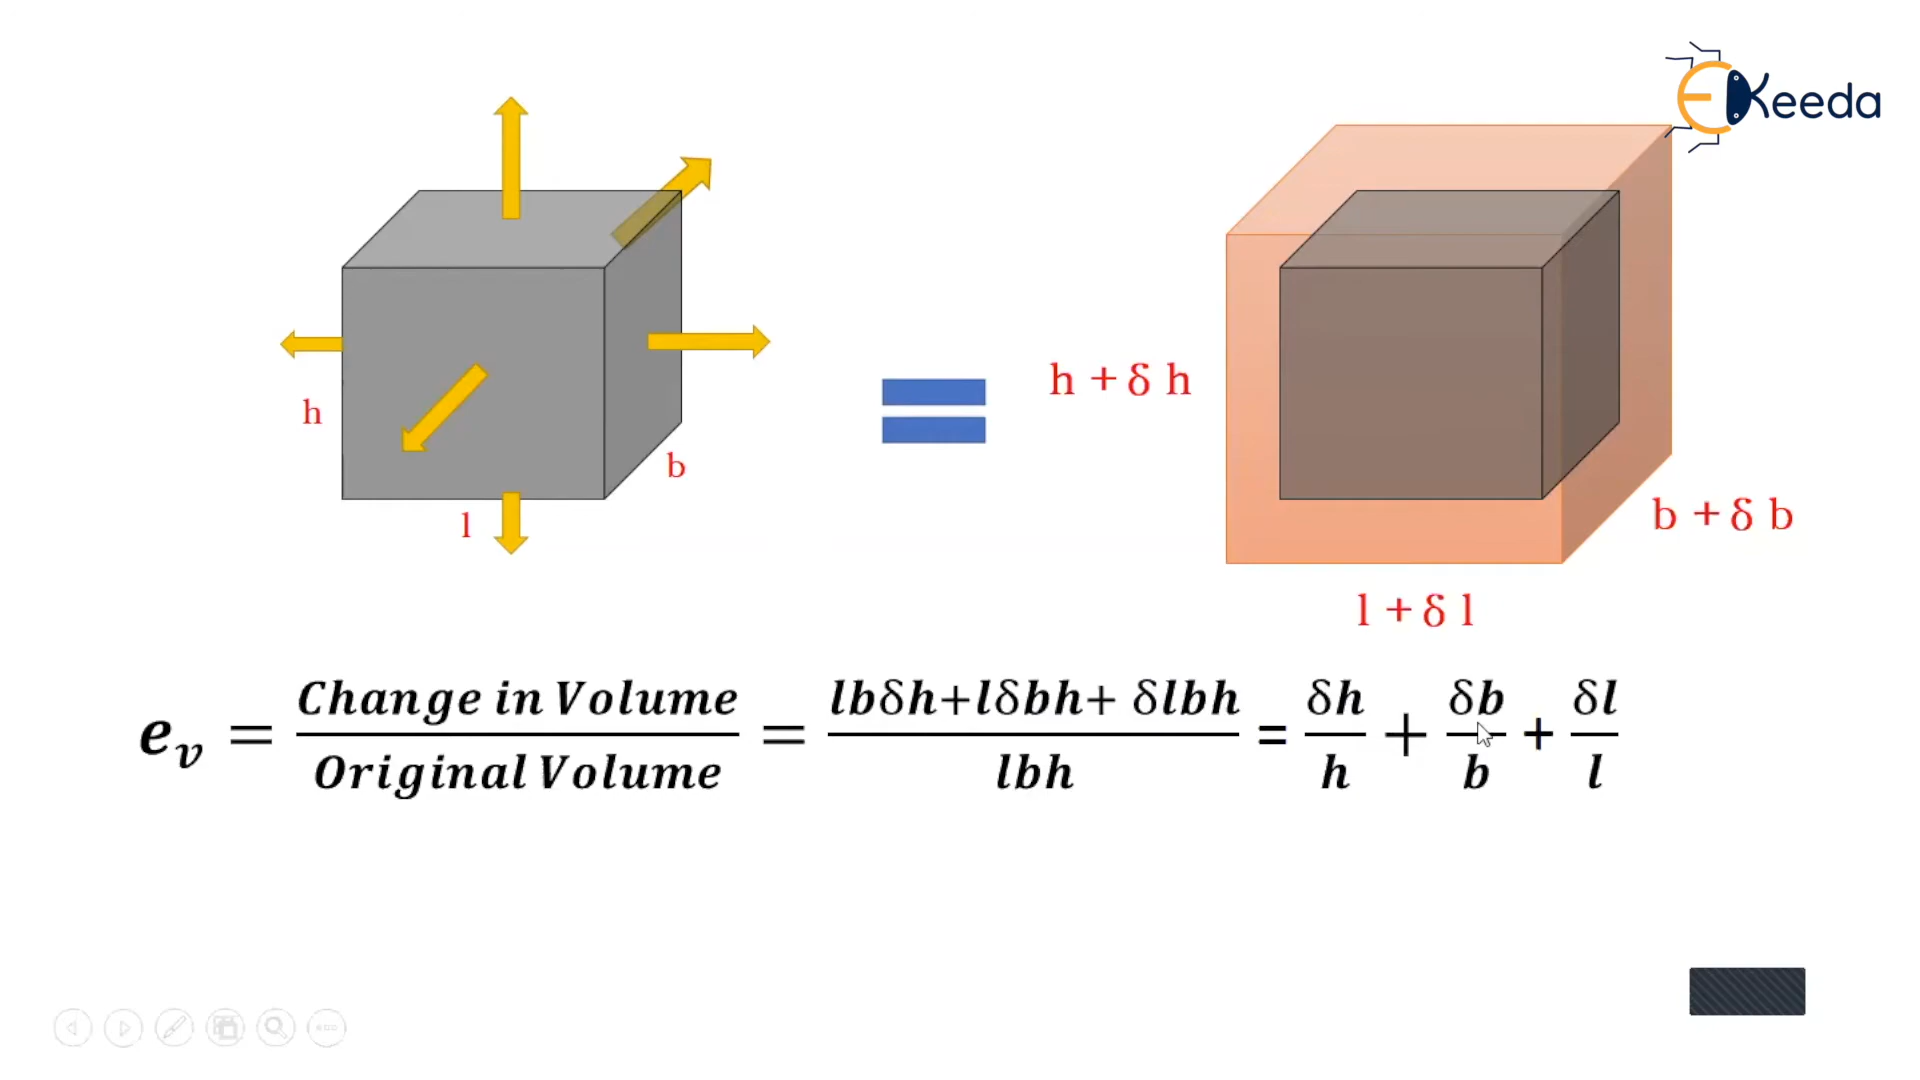 EKeeda
h
b
l
h + δ h
b + δ b
l + δ l
e_v = Change in Volume / Original Volume = lbδh+lδbh+ δlbh / lbh = δh / h + δb / b + δl / l